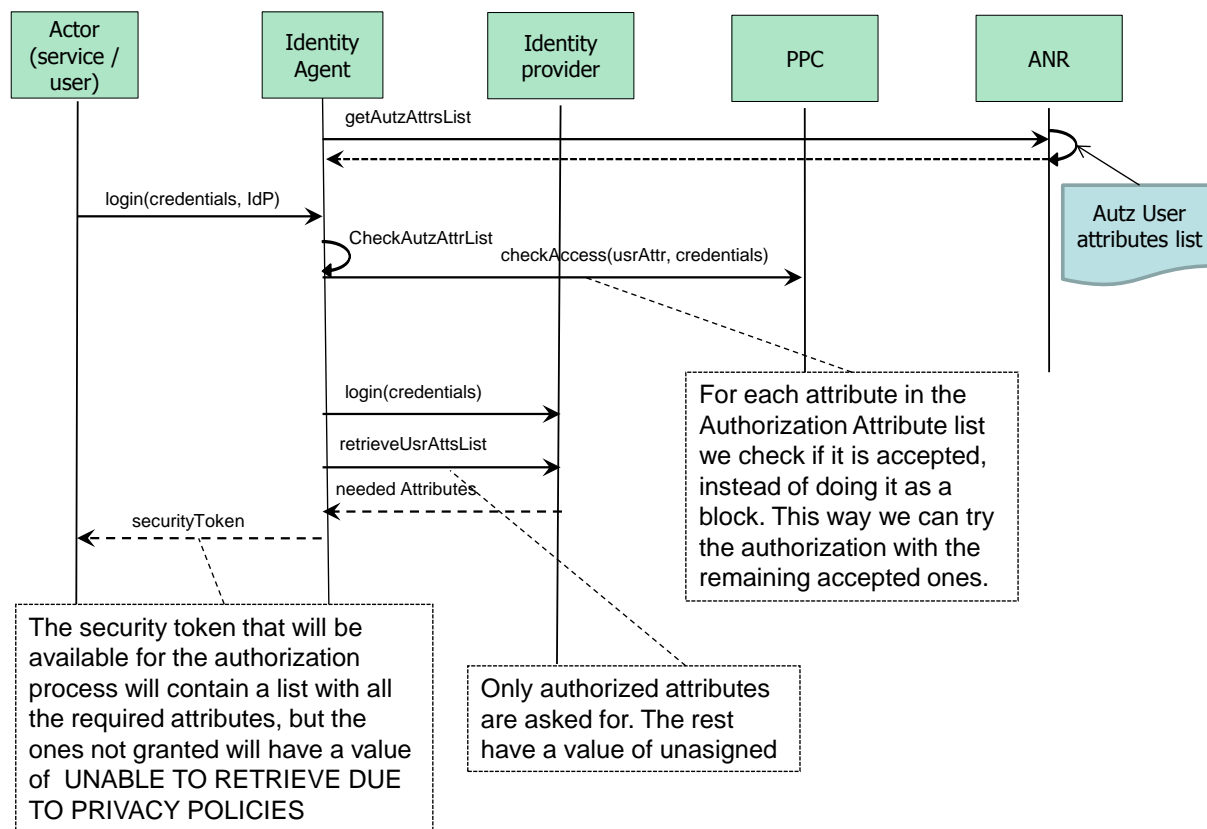 Actor
(service /
user)
Identity
Agent
Identity
provider
PPC
ANR
getAutzAttrsList
login(credentials, IdP)
Autz User
attributes list
CheckAutzAttrList
checkAccess(usrAttr, credentials)
login(credentials)
retrieveUsrAttsList
needed Attributes
securityToken
For each attribute in the
Authorization Attribute list
we check if it is accepted,
instead of doing it as a
block. This way we can try
the authorization with the
remaining accepted ones.
The security token that will be
available for the authorization
process will contain a list with all
the required attributes, but the
ones not granted will have a value
of UNABLE TO RETRIEVE DUE
TO PRIVACY POLICIES
Only authorized attributes
are asked for. The rest
have a value of unasigned